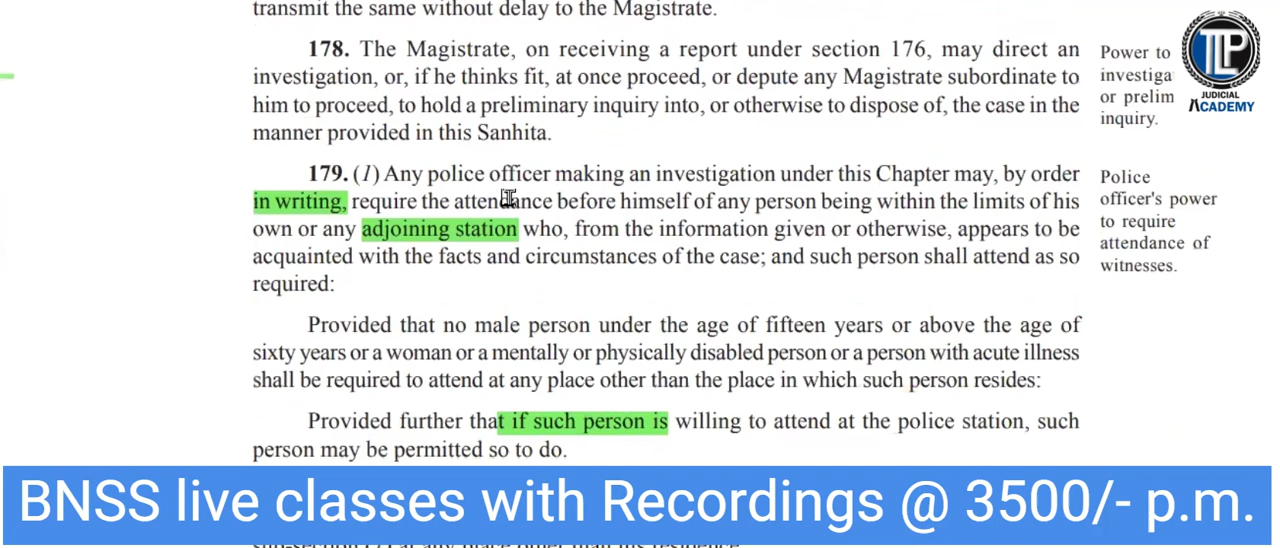 transmit the same without delay to the Magistrate.
178. The Magistrate, on receiving a report under section 176, may direct an
investigation, or, if he thinks fit, at once proceed, or depute any Magistrate subordinate to
him to proceed, to hold a preliminary inquiry into, or otherwise to dispose of, the case in the
manner provided in this Sanhita.
Power to
investiga
or prelim
inquiry.
TLP
JUDICIAL
ACADEMY
179. (1) Any police officer making an investigation under this Chapter may, by order
in writing, require the attendance before himself of any person being within the limits of his
own or any adjoining station who, from the information given or otherwise, appears to be
acquainted with the facts and circumstances of the case; and such person shall attend as so
required:
Police
officer's power
to require
attendance of
witnesses.
Provided that no male person under the age of fifteen years or above the age of
sixty years or a woman or a mentally or physically disabled person or a person with acute illness
shall be required to attend at any place other than the place in which such person resides:
Provided further that if such person is willing to attend at the police station, such
person may be permitted so to do.
BNSS live classes with Recordings @ 3500/- p.m.